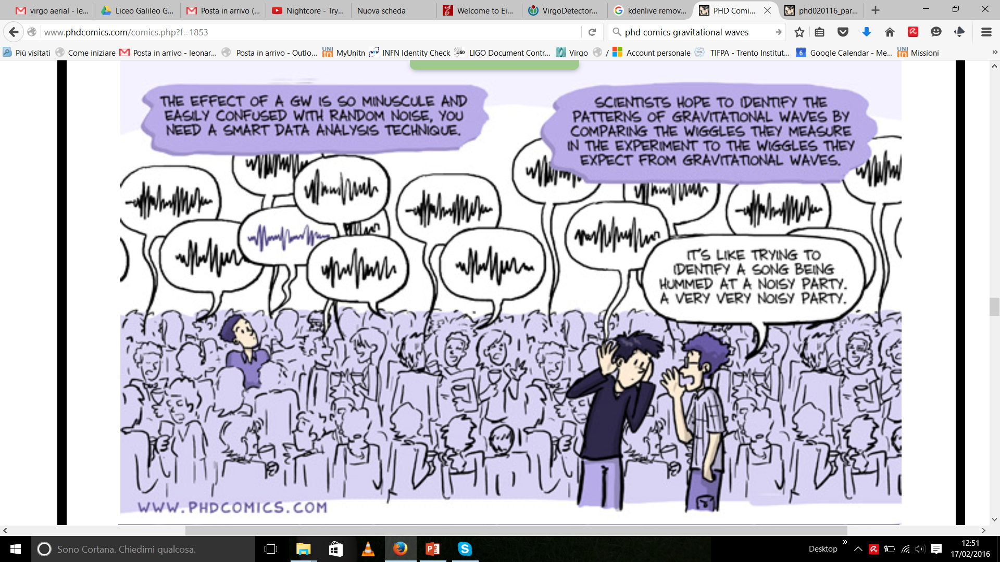 virgo aerial - le...
Liceo Galileo G...
Posta in arrivo (...
Nightcore - Try...
Nuova scheda
Welcome to Ei...
VirgoDetector...
kdenlive remov...
PHD Comi...
phd020116_par...
www.phdcomics.com/comics.php?f=1853
phd comics gravitational waves
Più visitati
Come iniziare
Posta in arrivo - leonar...
Posta in arrivo - Outlo...
MyUnitn
INFN Identity Check
LIGO Document Contr...
Virgo
/
Account personale
TIFPA - Trento Institut...
Google Calendar - Me...
Missioni
THE EFFECT OF A GW IS SO MINUSCULE AND
EASILY CONFUSED WITH RANDOM NOISE, YOU
NEED A SMART DATA ANALYSIS TECHNIQUE.
SCIENTISTS HOPE TO IDENTIFY THE
PATTERNS OF GRAVITATIONAL WAVES BY
COMPARING THE WIGGLES THEY MEASURE
IN THE EXPERIMENT TO THE WIGGLES THEY
EXPECT FROM GRAVITATIONAL WAVES.
IT'S LIKE TRYING TO
IDENTIFY A SONG BEING
HUMMED AT A NOISY PARTY.
A VERY VERY NOISY PARTY.
WWW.PHDCOMICS.COM
Sono Cortana. Chiedimi qualcosa.
Desktop
12:51
17/02/2016